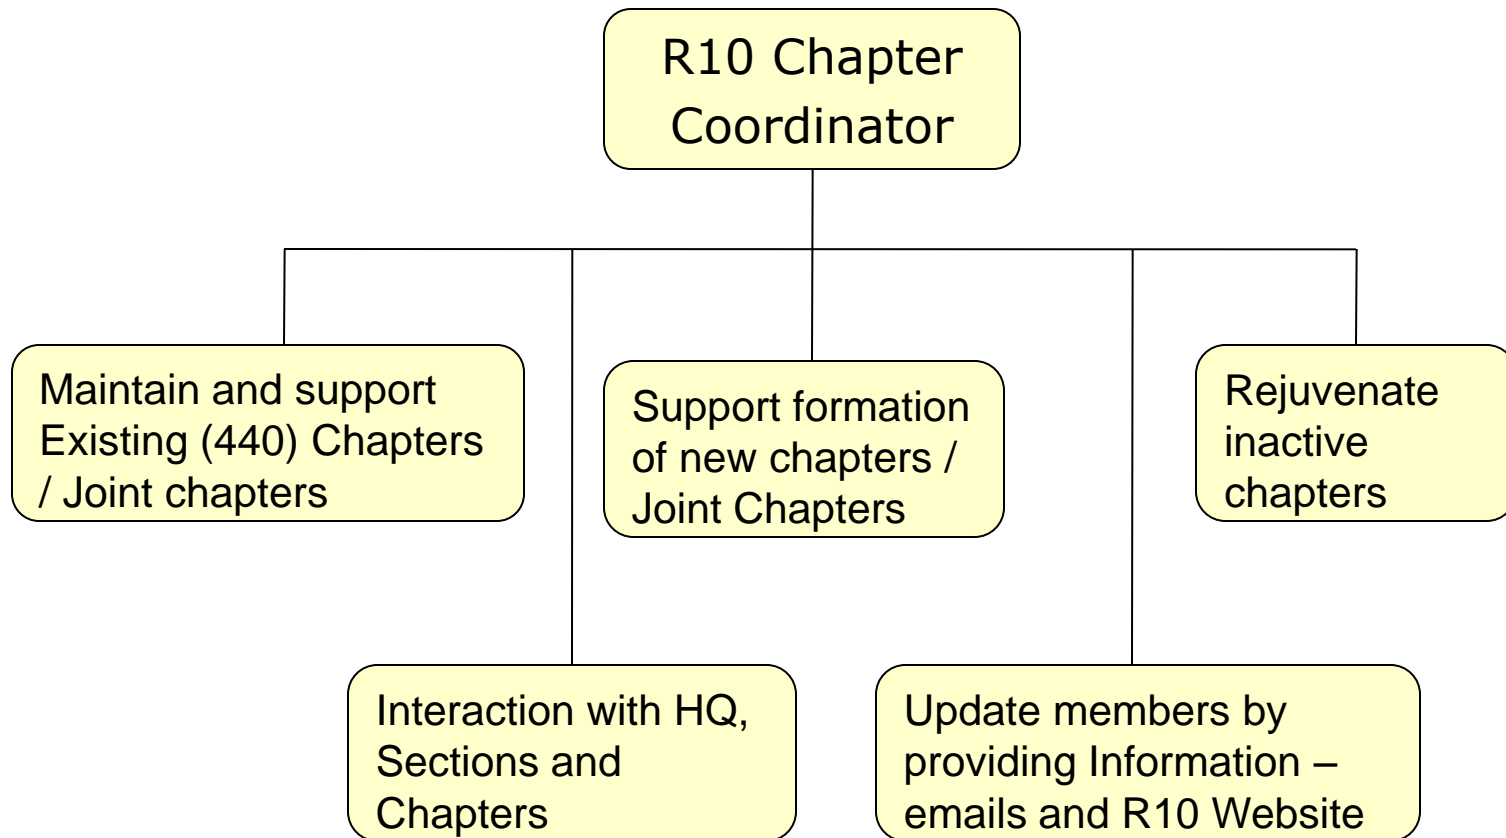 R10 Chapter
Coordinator
Maintain and support
Existing (440) Chapters
/ Joint chapters
Support formation
of new chapters /
Joint Chapters
Rejuvenate
inactive
chapters
Interaction with HQ,
Sections and
Chapters
Update members by
providing Information –
emails and R10 Website